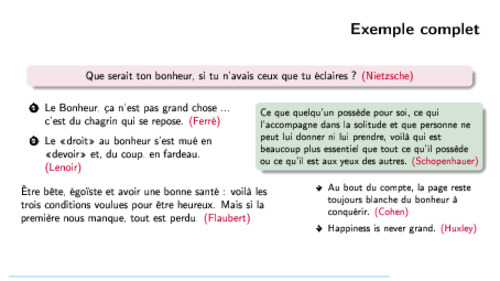 Exemple complet
Que serait ton bonheur, si tu n'avais ceux que tu éclaires ? (Nietzsche)
1 Le Bonheur, ça n'est pas grand chose ...
c'est du chagrin qui se repose. (Ferré)
2 Le «droit» au bonheur s'est mué en
«devoir» et, du coup, en fardeau.
(Lenoir)
Être bête, égoïste et avoir une bonne santé : voilà les
trois conditions voulues pour être heureux. Mais si la
première nous manque, tout est perdu. (Flaubert)
Ce que quelqu'un possède pour soi, ce qui
l'accompagne dans la solitude et que personne ne
peut lui donner ni lui prendre, voilà qui est
beaucoup plus essentiel que tout ce qu'il possède
ou ce qu'il est aux yeux des autres. (Schopenhauer)
Au bout du compte, la page reste
toujours blanche du bonheur à
conquérir. (Cohen)
Happiness is never grand. (Huxley)